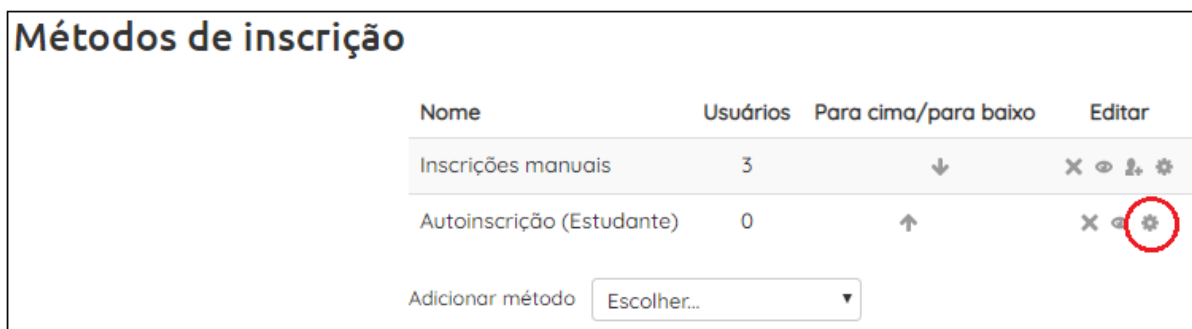 Métodos de inscrição
Nome Usuários Para cima/para baixo Editar
Inscrições manuais 3
Autoinscrição (Estudante) 0
Adicionar método Escolher...